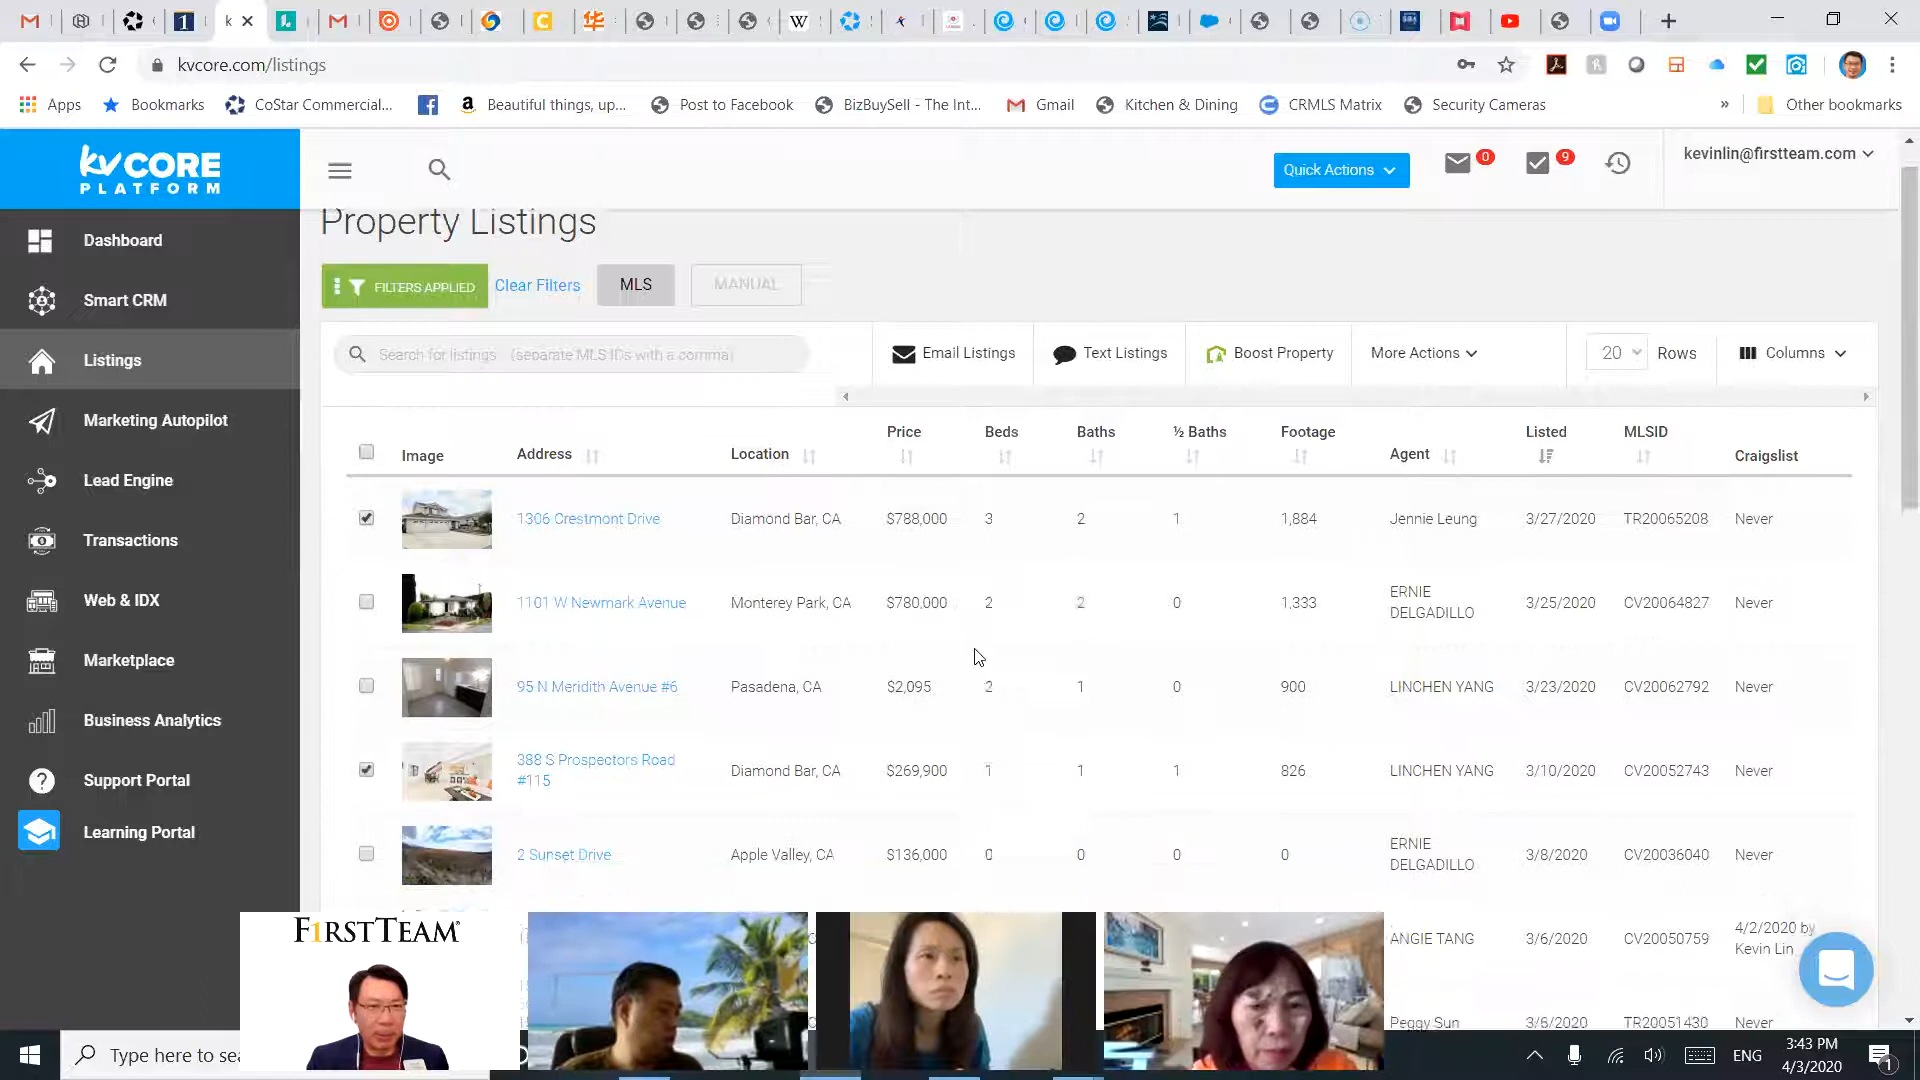 kvcore.com/listings
Apps
Bookmarks
CoStar Commercial...
Beautiful things, up...
Post to Facebook
BizBuySell - The Int...
Gmail
Kitchen & Dining
CRMLS Matrix
Security Cameras
»
Other bookmarks
kvCORE
PLATFORM
Quick Actions
0
9
kevinlin@firstteam.com
Dashboard
Smart CRM
Listings
Marketing Autopilot
Lead Engine
Transactions
Web & IDX
Marketplace
Business Analytics
Support Portal
Learning Portal
Property Listings
FILTERS APPLIED
Clear Filters
MLS
MANUAL
Search for listings (separate MLS IDs with a comma)
Email Listings
Text Listings
Boost Property
More Actions
20 Rows
Columns
Image Address Location Price Beds Baths ½ Baths Footage Agent Listed MLSID Craigslist
1306 Crestmont Drive Diamond Bar, CA $788,000 3 2 1 1,884 Jennie Leung 3/27/2020 TR20065208 Never
1101 W Newmark Avenue Monterey Park, CA $780,000 2 2 0 1,333 ERNIE DELGADILLO 3/25/2020 CV20064827 Never
95 N Meridith Avenue #6 Pasadena, CA $2,095 2 1 0 900 LINCHEN YANG 3/23/2020 CV20062792 Never
388 S Prospectors Road #115 Diamond Bar, CA $269,900 1 1 1 826 LINCHEN YANG 3/10/2020 CV20052743 Never
2 Sunset Drive Apple Valley, CA $136,000 0 0 0 0 ERNIE DELGADILLO 3/8/2020 CV20036040 Never
ANGIE TANG 3/6/2020 CV20050759 4/2/2020 by Kevin Lin
Peggy Sun 3/6/2020 TR20051430 Never
F1RSTTEAM®
Type here to sea
ENG
3:43 PM
4/3/2020
1